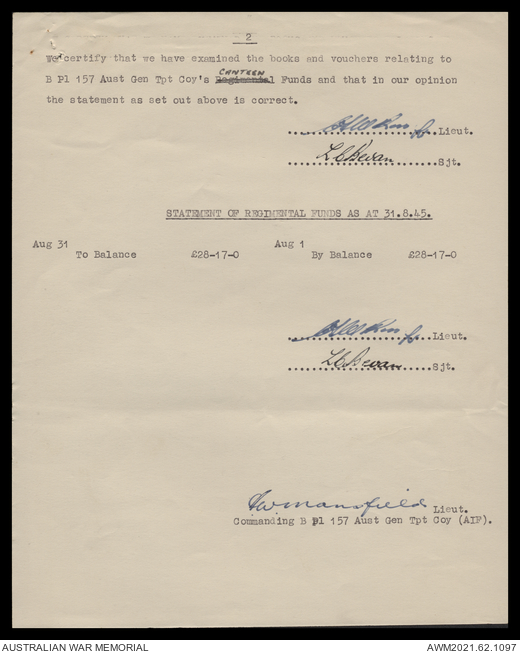 2
We certify that we have examined the books and vouchers relating to
CANTEEN
B Pl 157 Aust Gen Tpt Coy's Regimental Funds and that in our opinion
the statement as set out above is correct.
Lieut.
L C Bevan Sjt.
STATEMENT OF REGIMENTAL FUNDS AS AT 31.8.45.
Aug 31 Aug 1
To Balance £28-17-0 By Balance £28-17-0
Lieut.
L C Bevan Sjt.
Mansfield Lieut.
Commanding B Pl 157 Aust Gen Tpt Coy (AIF).
AUSTRALIAN WAR MEMORIAL AWM2021.62.1097